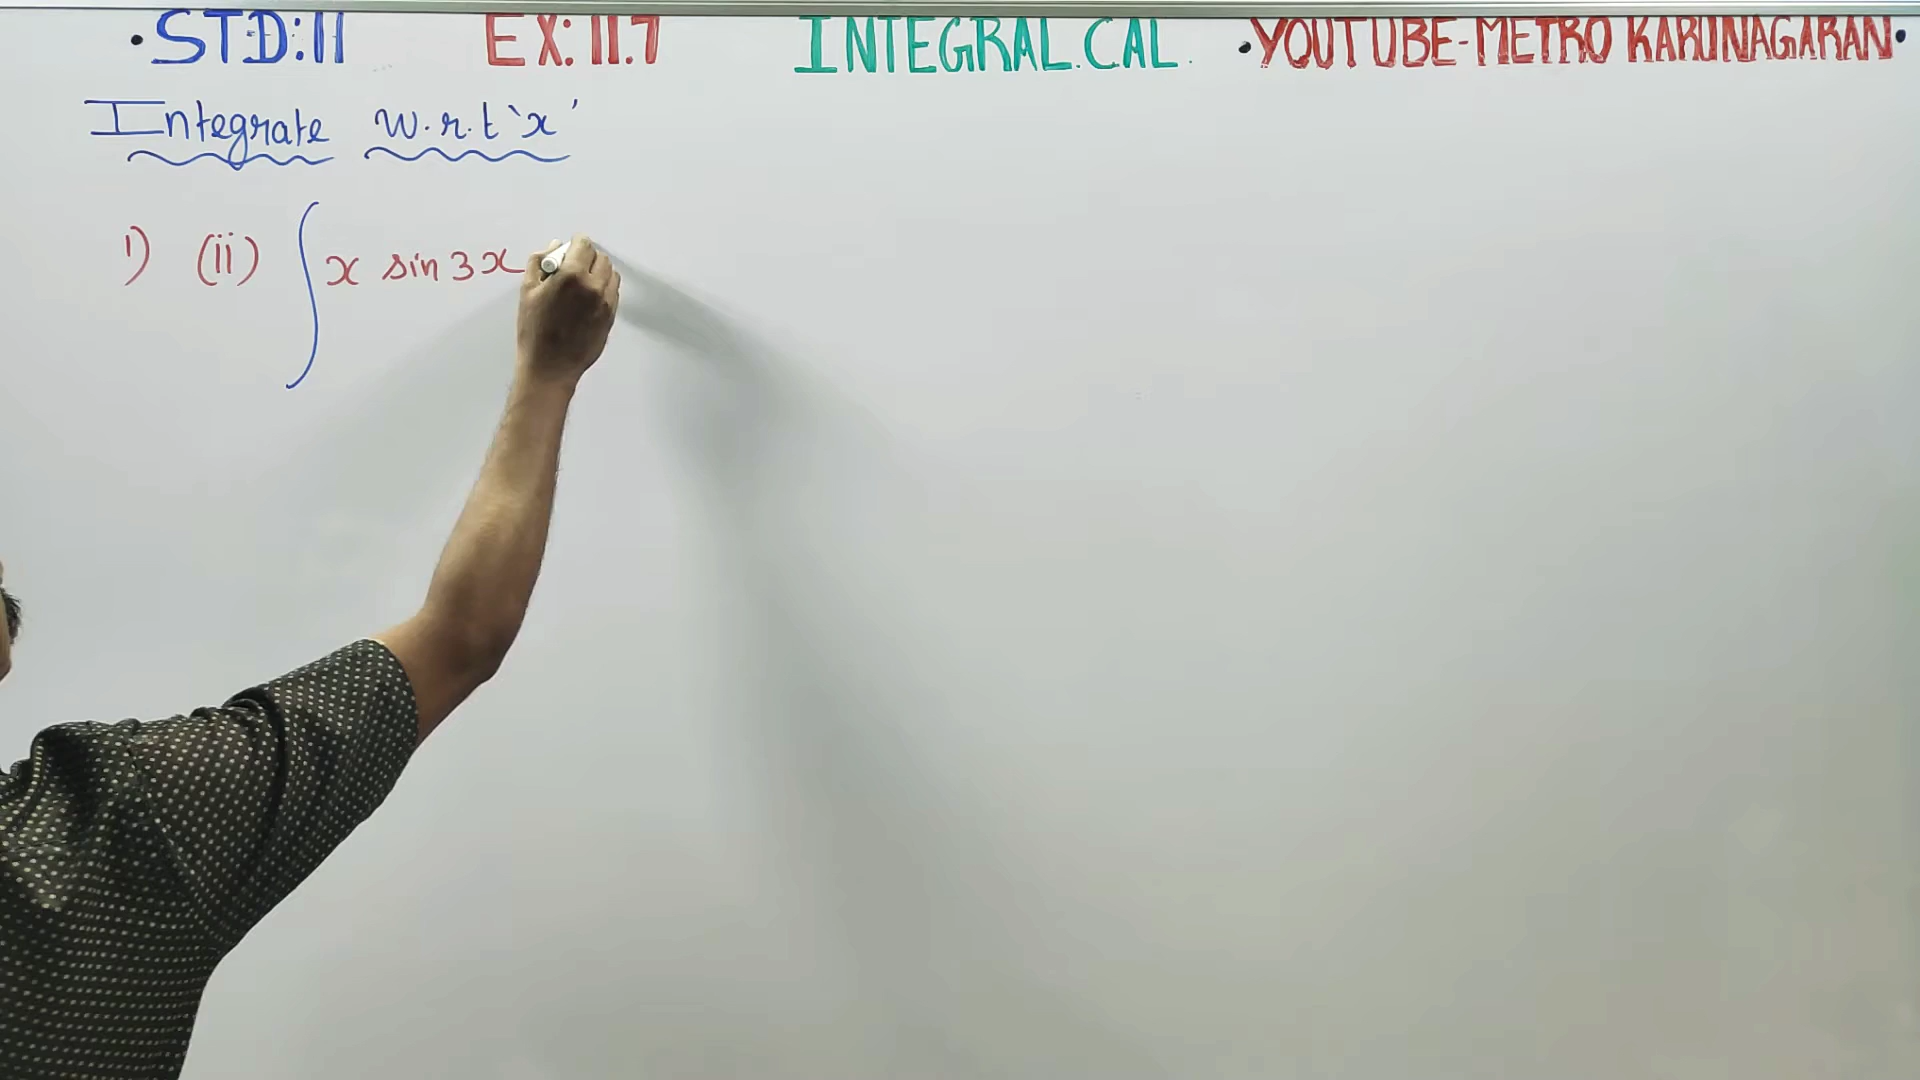 •STD:11 EX:11.7 INTEGRAL.CAL. •YOUTUBE-METRO KARUNAGARAN•
Integrate w.r.t 'x'
1) (ii) ∫ x sin 3x